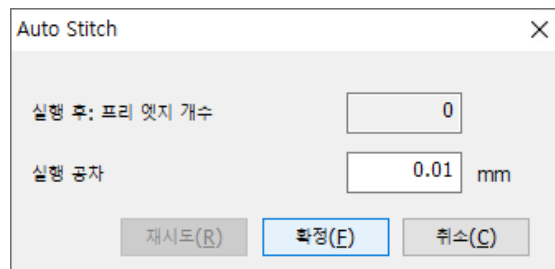 Auto Stitch
실행 후: 프리 엣지 개수 0
실행 공차 0.01 mm
재시도(R) 확정(F) 취소(C)